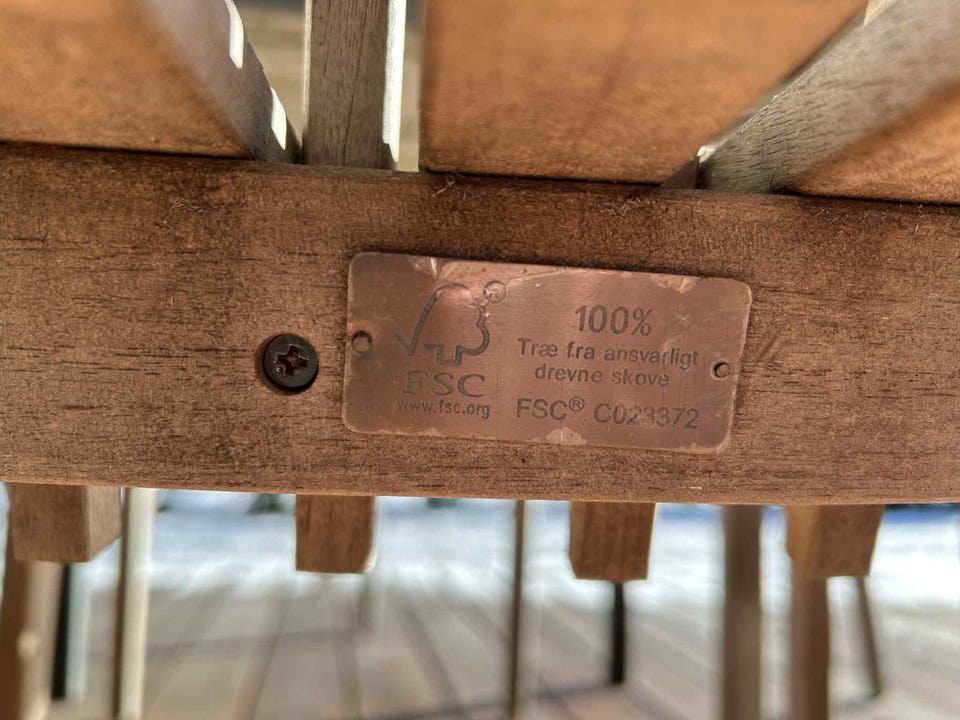 FSC
www.fsc.org
®
100%
Træ fra ansvarligt
drevne skove
FSC® C023372